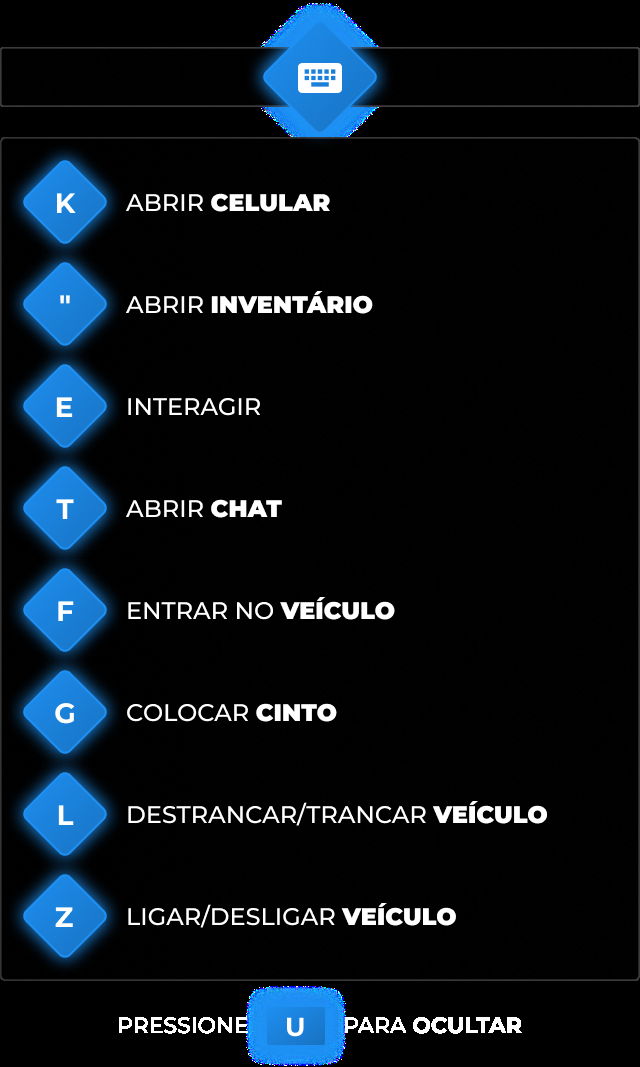 K ABRIR CELULAR
" ABRIR INVENTÁRIO
E INTERAGIR
T ABRIR CHAT
F ENTRAR NO VEÍCULO
G COLOCAR CINTO
L DESTRANCAR/TRANCAR VEÍCULO
Z LIGAR/DESLIGAR VEÍCULO
PRESSIONE U PARA OCULTAR